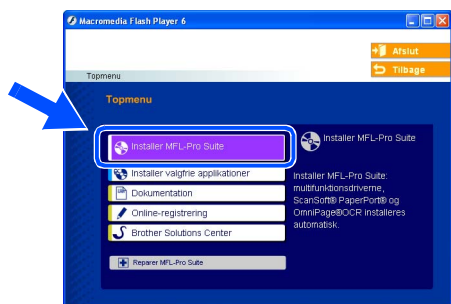 Macromedia Flash Player 6
Afslut
Tilbage
Topmenu
Topmenu
Installer MFL-Pro Suite
Installer valgfrie applikationer
Dokumentation
Online-registrering
Brother Solutions Center
Reparer MFL-Pro Suite
Installer MFL-Pro Suite
Installer MFL-Pro Suite:
multifunktionsdriverne,
ScanSoft® PaperPort® og
OmniPage®OCR installeres
automatisk.